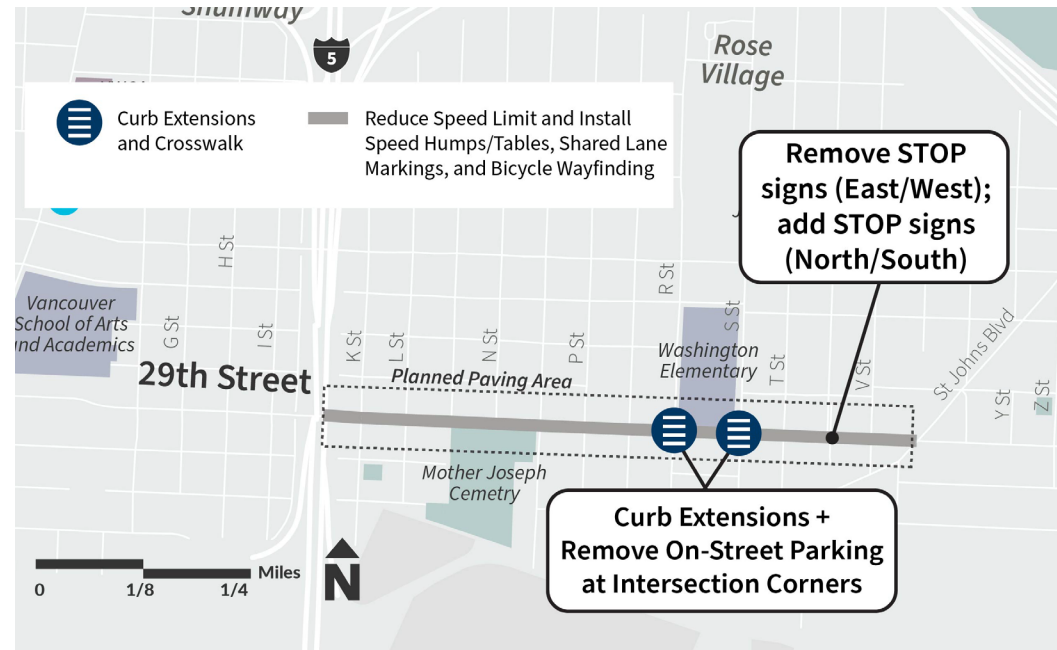 Shumway
5
Rose
Village
Curb Extensions
and Crosswalk
Reduce Speed Limit and Install
Speed Humps/Tables, Shared Lane
Markings, and Bicycle Wayfinding
Remove STOP
signs (East/West);
add STOP signs
(North/South)
H St
R St
S St
Vancouver
School of Arts
and Academics
G St
I St
K St
L St
N St
P St
Washington
Elementary
T St
V St
St Johns Blvd
Y St
Z St
29th Street
Planned Paving Area
Mother Joseph
Cemetry
Curb Extensions +
Remove On-Street Parking
at Intersection Corners
Miles
0
1/8
1/4
N